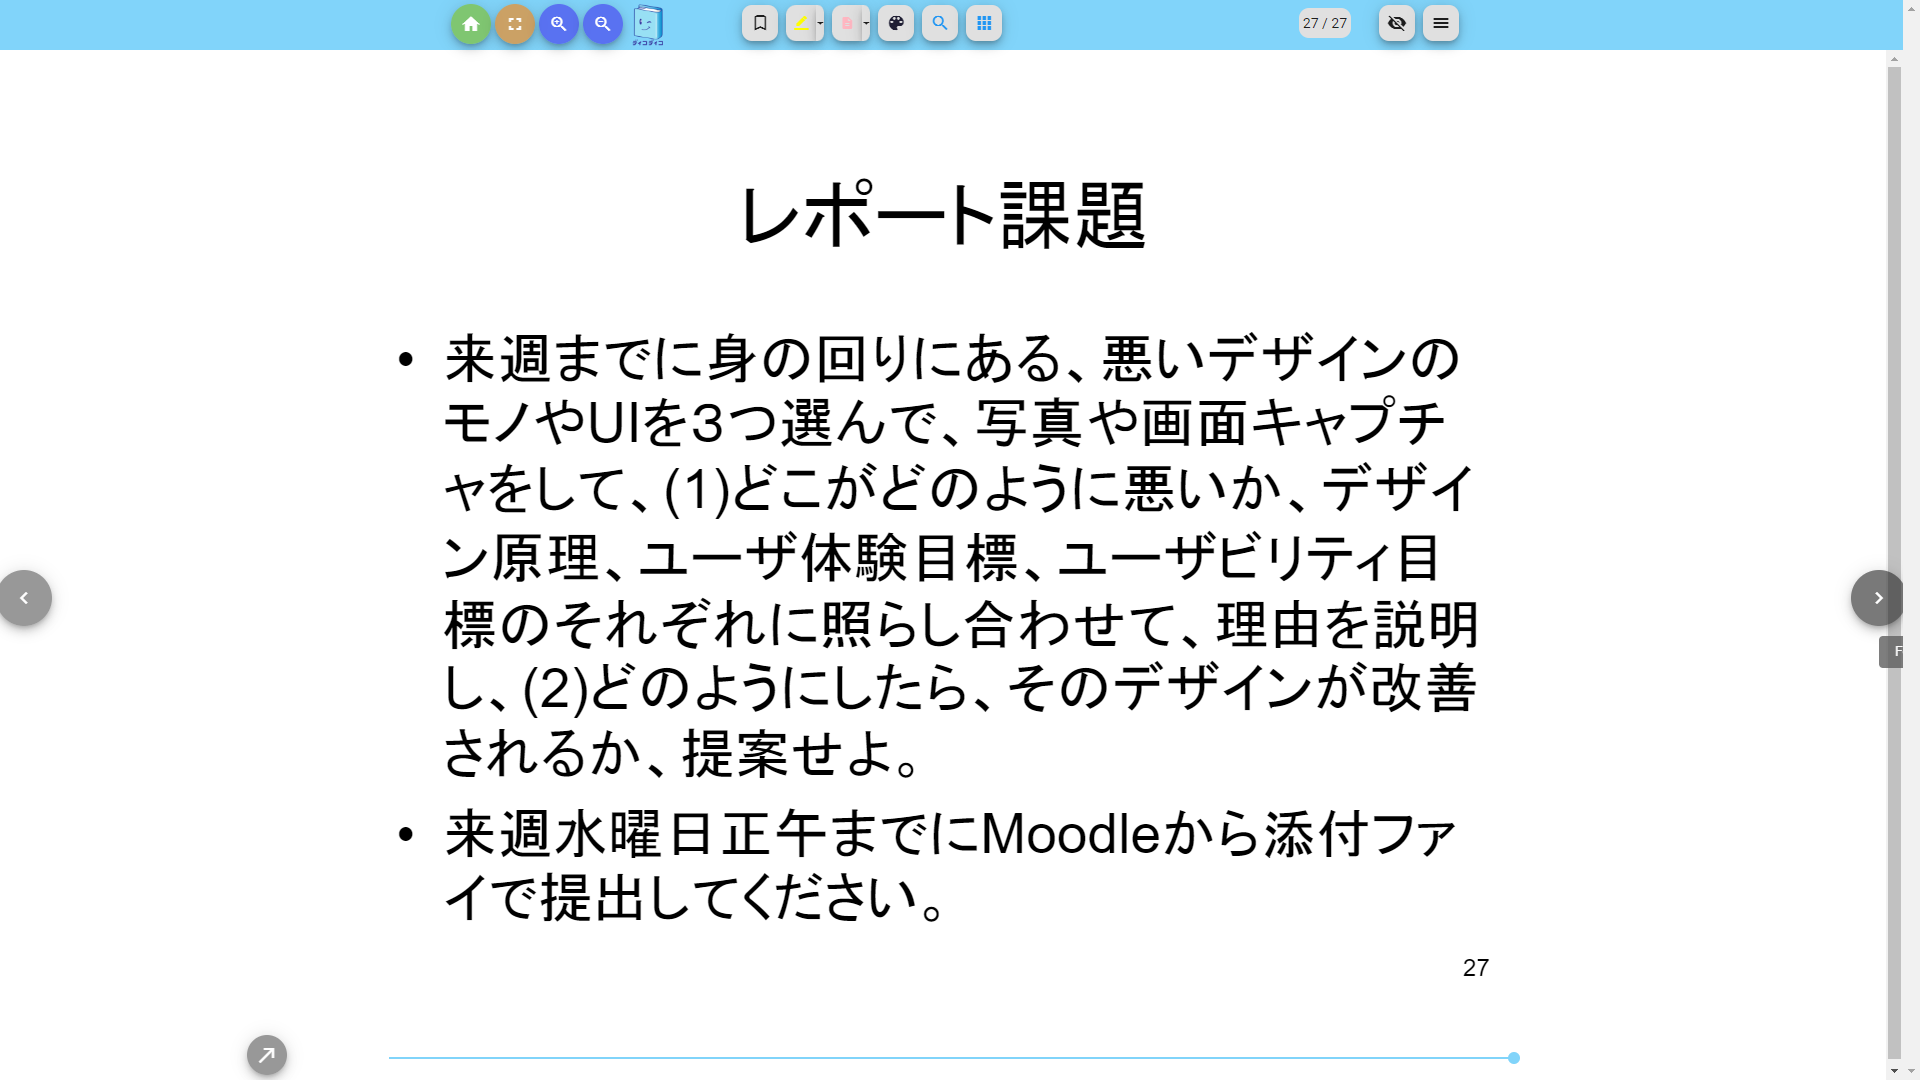 ダィコダィコ
27 / 27
レポート課題
• 来週までに身の回りにある、悪いデザインの
モノやUIを３つ選んで、写真や画面キャプチ
ャをして、(1)どこがどのように悪いか、デザイ
ン原理、ユーザ体験目標、ユーザビリティ目
標のそれぞれに照らし合わせて、理由を説明
し、(2)どのようにしたら、そのデザインが改善
されるか、提案せよ。
• 来週水曜日正午までにMoodleから添付ファ
イで提出してください。
F
27